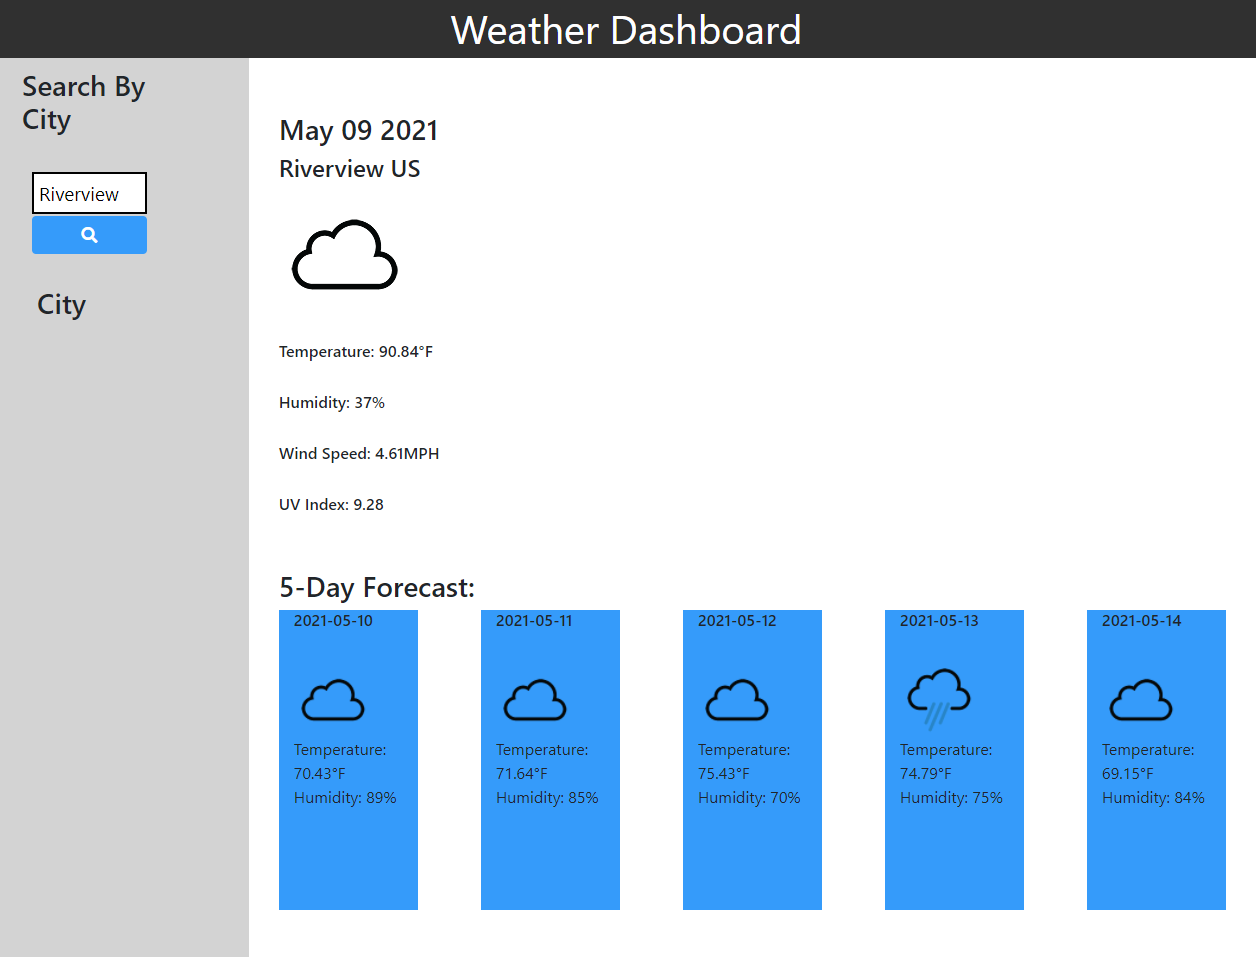 Weather Dashboard
Search By
City
Riverview
City
May 09 2021
Riverview US
Temperature: 90.84°F
Humidity: 37%
Wind Speed: 4.61MPH
UV Index: 9.28
5-Day Forecast:
2021-05-10
Temperature:
70.43°F
Humidity: 89%
2021-05-11
Temperature:
71.64°F
Humidity: 85%
2021-05-12
Temperature:
75.43°F
Humidity: 70%
2021-05-13
Temperature:
74.79°F
Humidity: 75%
2021-05-14
Temperature:
69.15°F
Humidity: 84%